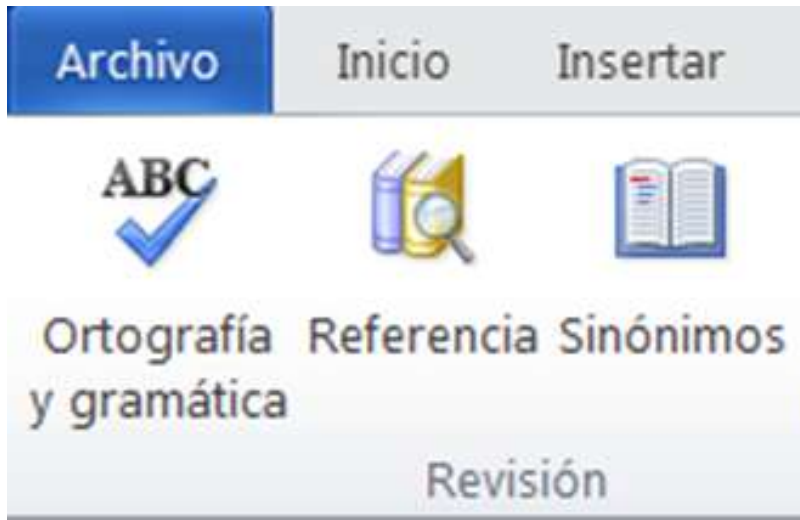 Archivo Inicio Insertar
ABC
Ortografía Referencia Sinónimos
y gramática
Revisión